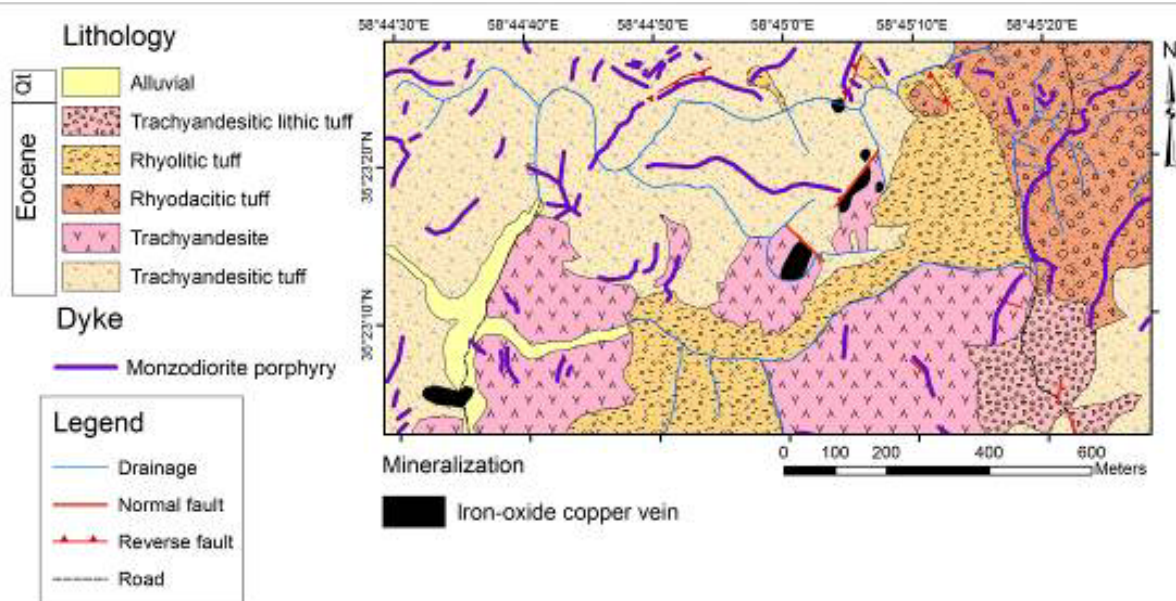 58°44'30"E 58°44'40"E 58°44'50"E 58°45'0"E 58°45'10"E 58°45'20"E
N
Lithology
Qt
Alluvial
Eocene
Trachyandesitic lithic tuff
Rhyolitic tuff
Rhyodacitic tuff
Trachyandesite
Trachyandesitic tuff
Dyke
Monzodiorite porphyry
Legend
Drainage
Normal fault
Reverse fault
Road
36°23'20"N
36°23'10"N
Mineralization
Iron-oxide copper vein
0 100 200 400 600
Meters